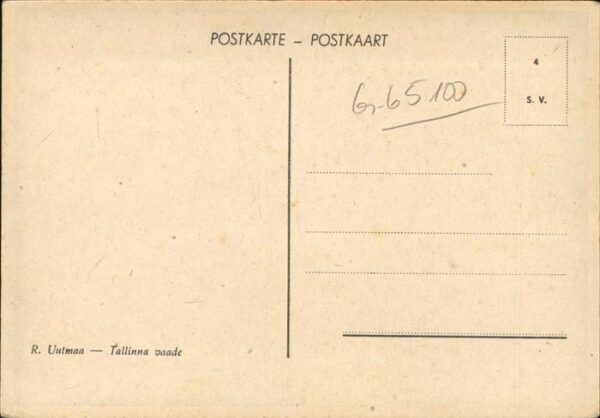 POSTKARTE – POSTKAART
4
S. V.
65100
R. Uutmaa — Tallinna vaade